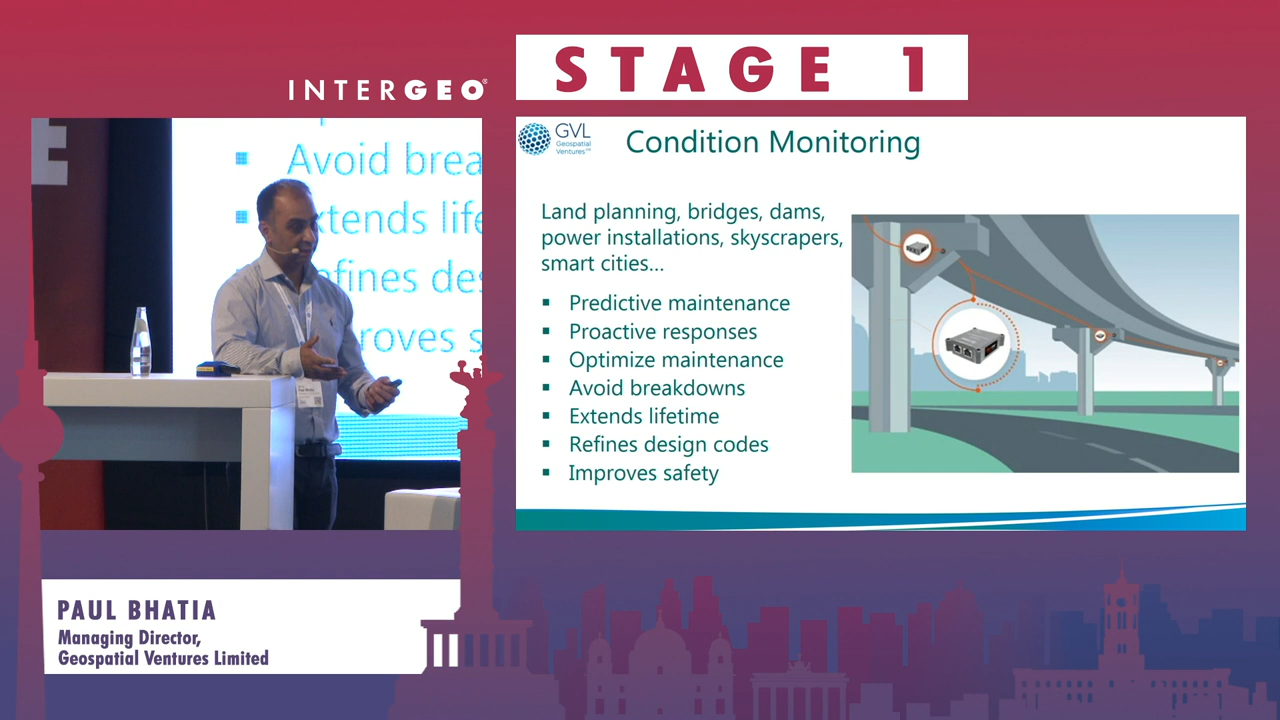 INTERGEO®
STAGE 1
GVL
Geospatial
Ventures
Condition Monitoring
Land planning, bridges, dams,
power installations, skyscrapers,
smart cities...
▪ Predictive maintenance
▪ Proactive responses
▪ Optimize maintenance
▪ Avoid breakdowns
▪ Extends lifetime
▪ Refines design codes
▪ Improves safety
E
▪ Avoid brea
▪ xtends life
efines des
roves s
PAUL BHATIA
Managing Director,
Geospatial Ventures Limited